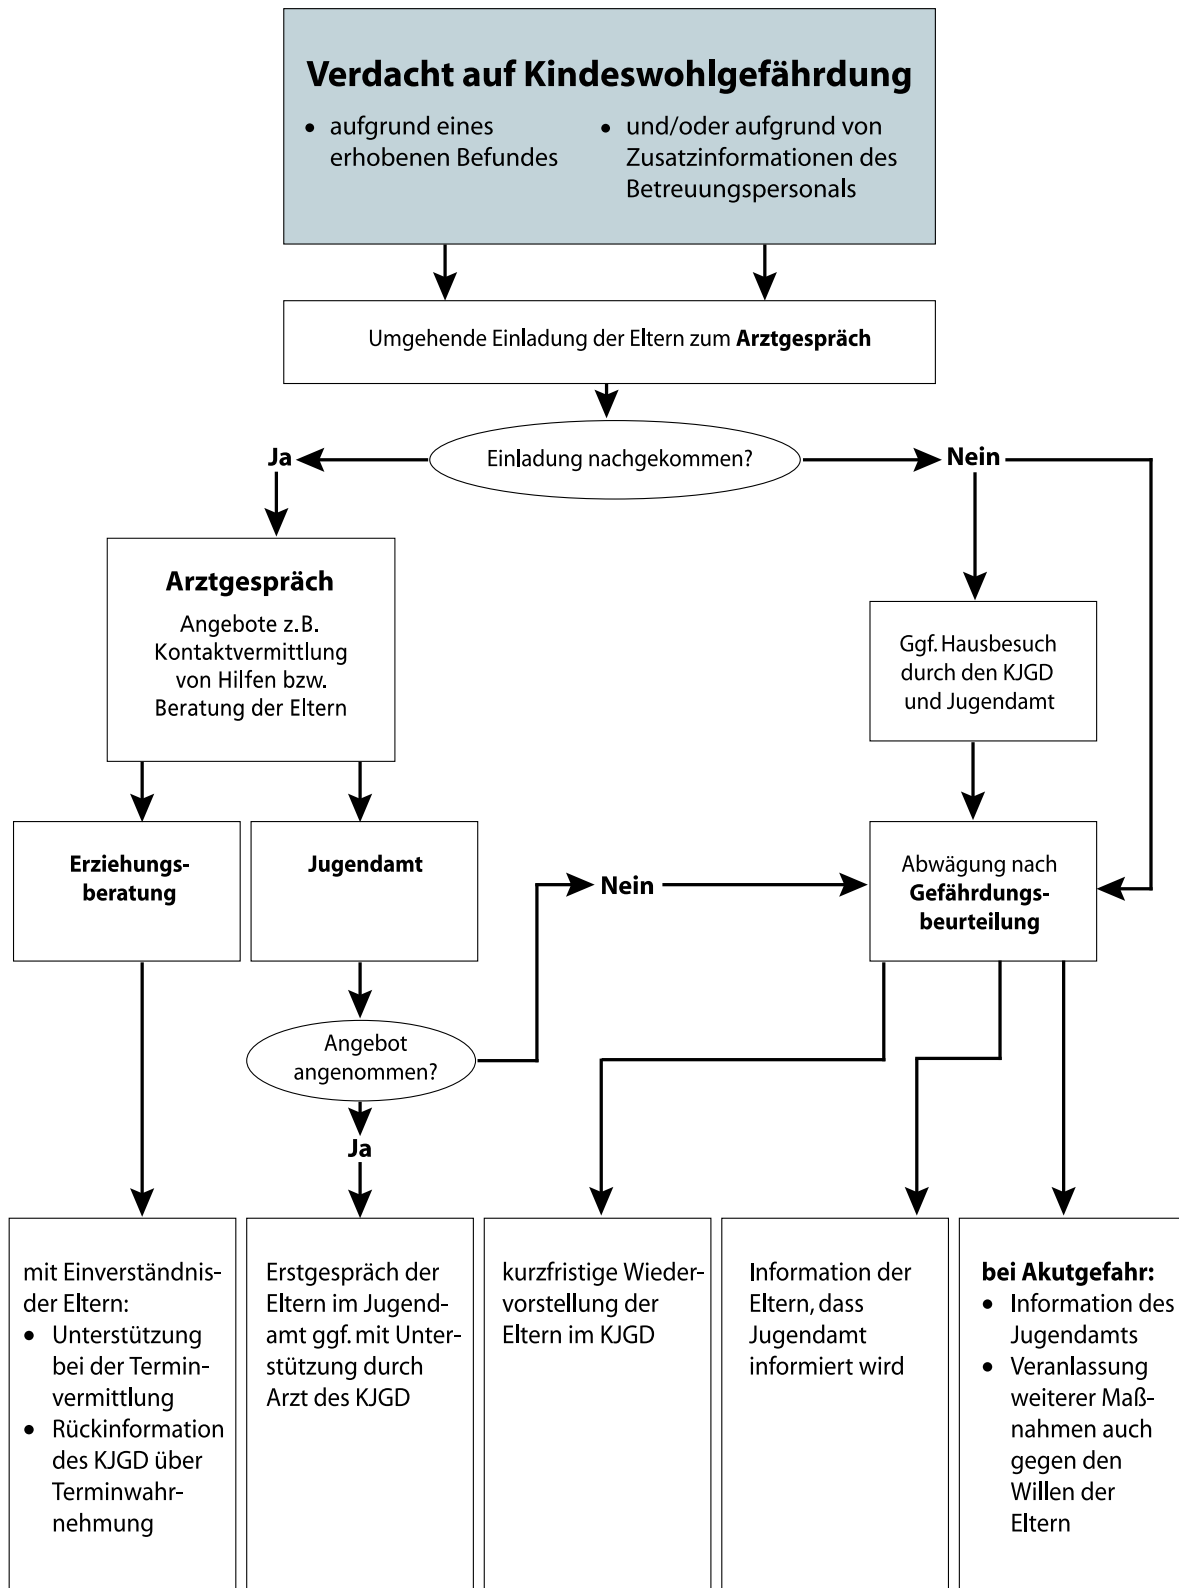 Verdacht auf Kindeswohlgefährdung
• aufgrund eines
erhobenen Befundes
• und/oder aufgrund von
Zusatzinformationen des
Betreuungspersonals
Umgehende Einladung der Eltern zum Arztgespräch
Einladung nachgekommen?
Ja
Nein
Arztgespräch
Angebote z.B.
Kontaktvermittlung
von Hilfen bzw.
Beratung der Eltern
Ggf. Hausbesuch
durch den KJGD
und Jugendamt
Erziehungs-
beratung
Jugendamt
Nein
Abwägung nach
Gefährdungs-
beurteilung
Angebot
angenommen?
Ja
mit Einverständnis-
der Eltern:
• Unterstützung
bei der Termin-
vermittlung
• Rückinformation
des KJGD über
Terminwahr-
nehmung
Erstgespräch der
Eltern im Jugend-
amt ggf. mit Unter-
stützung durch
Arzt des KJGD
kurzfristige Wieder-
vorstellung der
Eltern im KJGD
Information der
Eltern, dass
Jugendamt
informiert wird
bei Akutgefahr:
• Information des
Jugendamts
• Veranlassung
weiterer Maß-
nahmen auch
gegen den
Willen der
Eltern